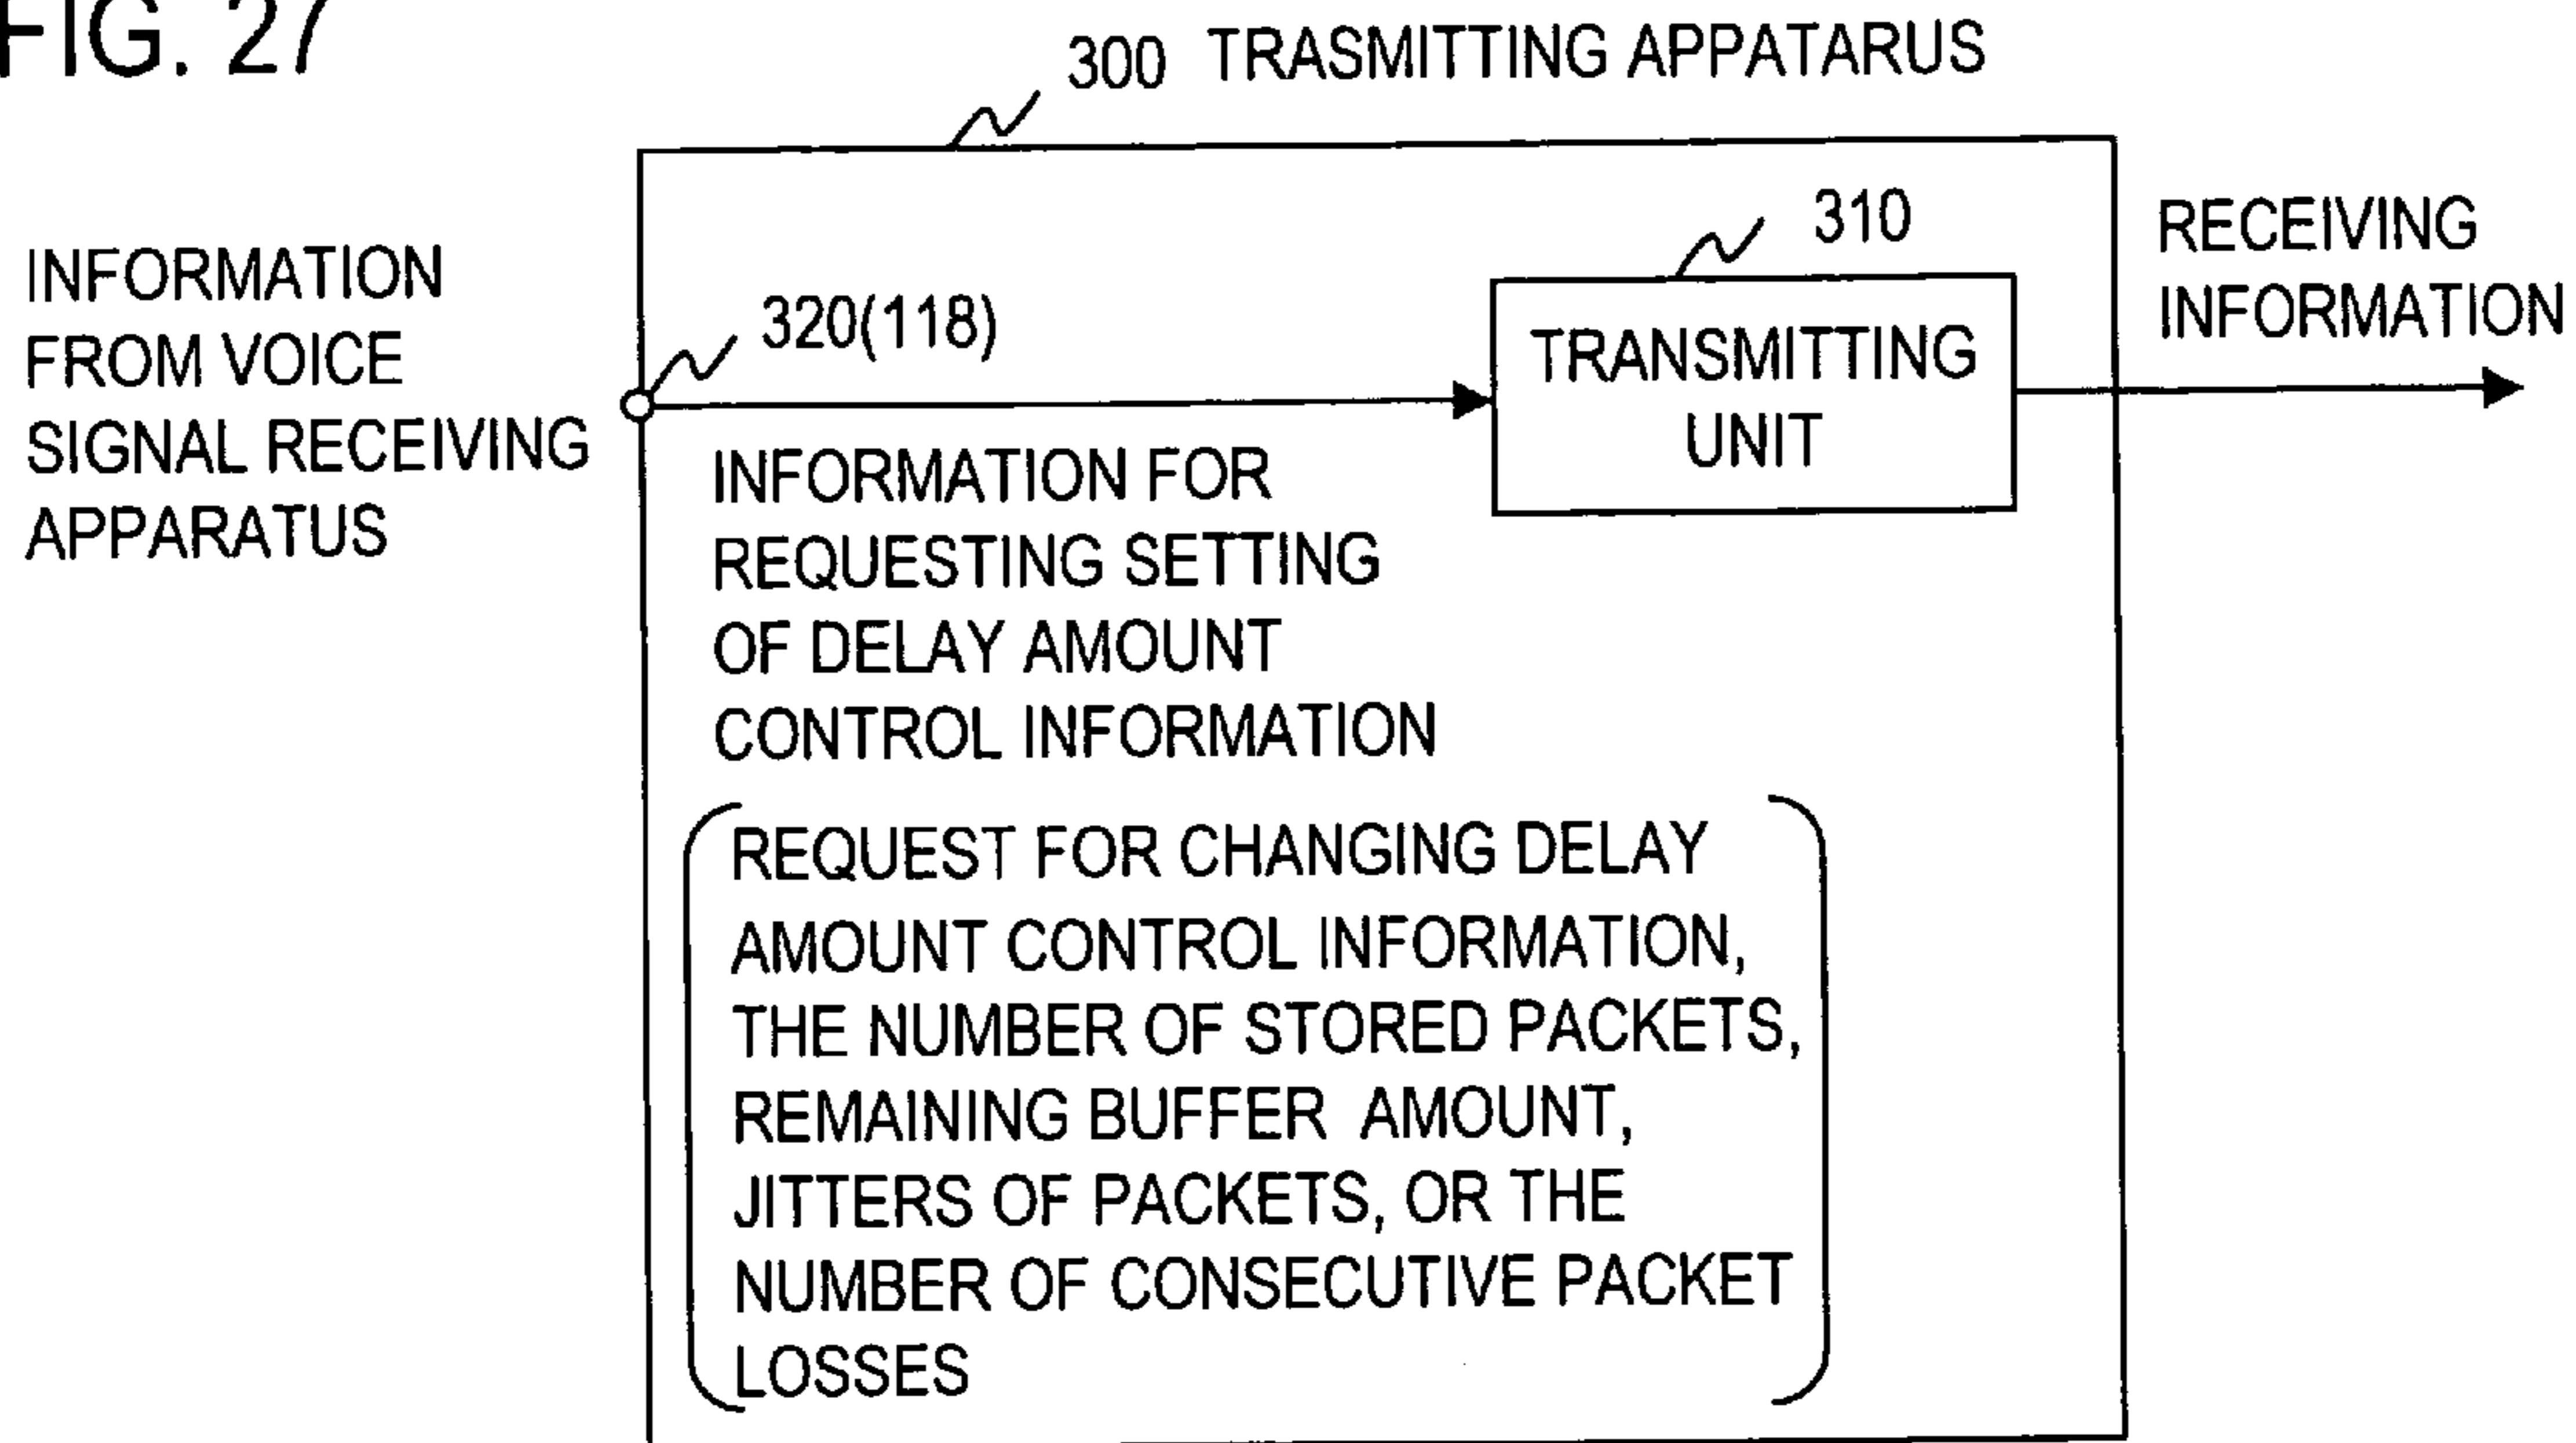 FIG. 27
300 TRASMITTING APPATARUS
INFORMATION
FROM VOICE
SIGNAL RECEIVING
APPARATUS
320(118)
310
TRANSMITTING
UNIT
RECEIVING
INFORMATION
INFORMATION FOR
REQUESTING SETTING
OF DELAY AMOUNT
CONTROL INFORMATION
REQUEST FOR CHANGING DELAY
AMOUNT CONTROL INFORMATION,
THE NUMBER OF STORED PACKETS,
REMAINING BUFFER AMOUNT,
JITTERS OF PACKETS, OR THE
NUMBER OF CONSECUTIVE PACKET
LOSSES